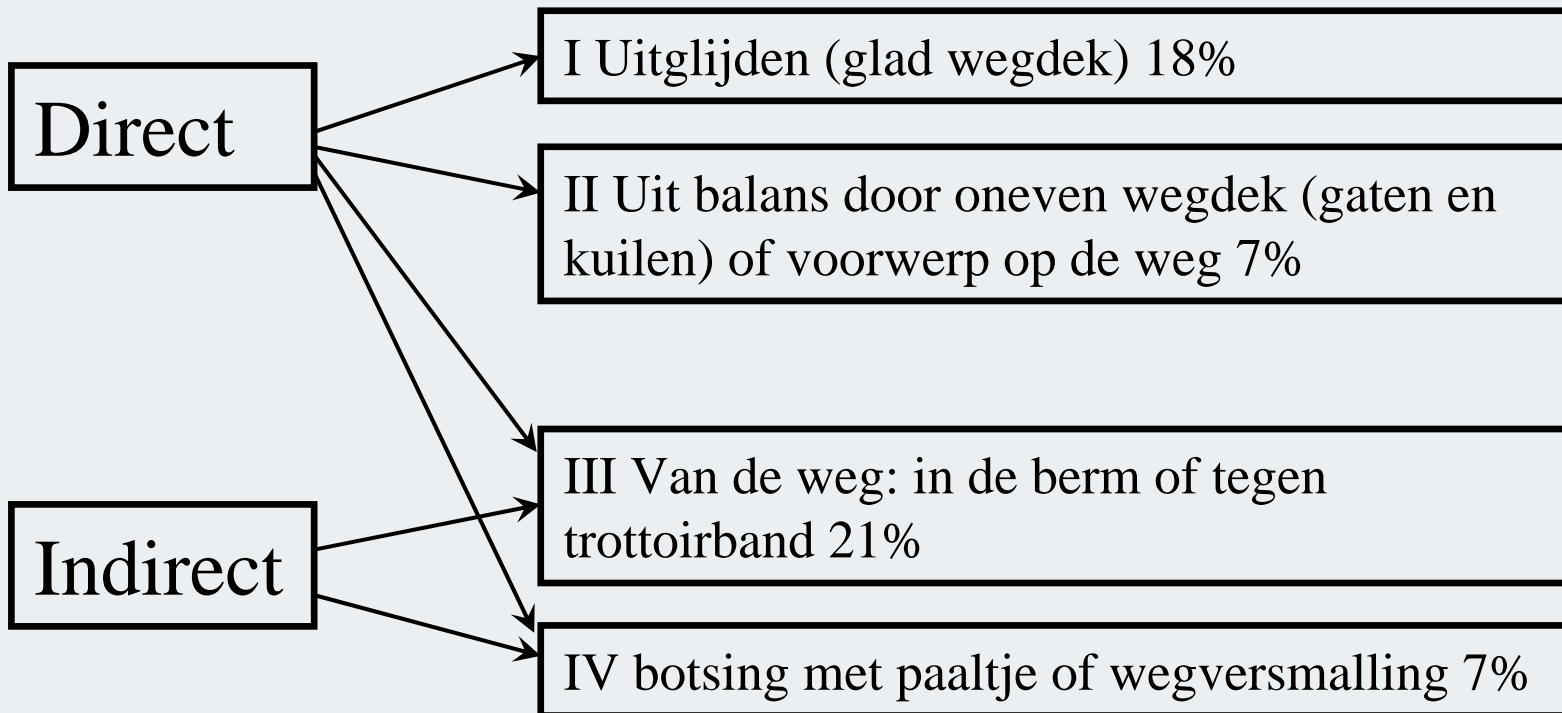 Direct
I Uitglijden (glad wegdek) 18%
II Uit balans door oneven wegdek (gaten en
kuilen) of voorwerp op de weg 7%
III Van de weg: in de berm of tegen
trottoirband 21%
Indirect
IV botsing met paaltje of wegversmalling 7%